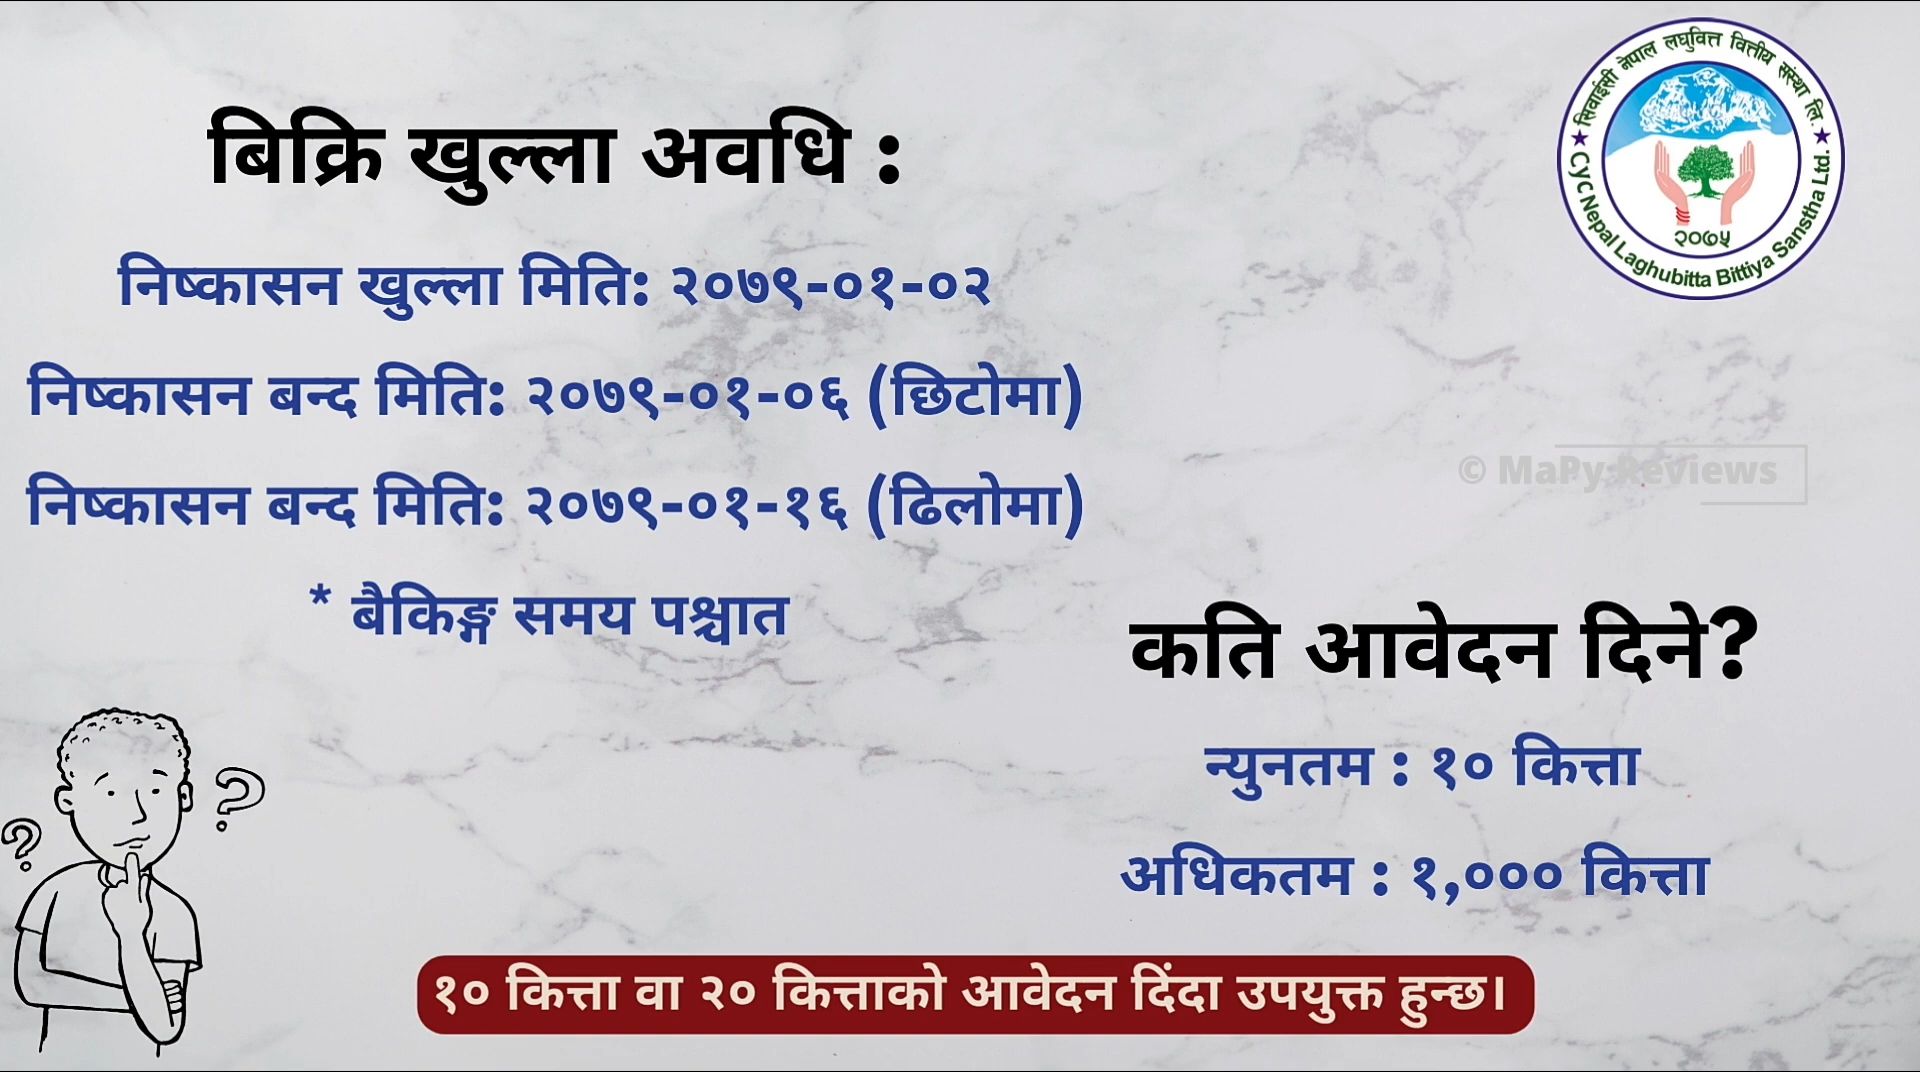 बिक्रि खुल्ला अवधि :
निष्कासन खुल्ला मिति: २०७९-०१-०२
निष्कासन बन्द मिति: २०७९-०१-०६ (छिटोमा)
निष्कासन बन्द मिति: २०७९-०१-१६ (ढिलोमा)
* बैकिङ्ग समय पश्चात
सिवाईसी नेपाल लघुवित्त वित्तीय संस्था लि.
२०७५
CYC Nepal Laghubitta Bittiya Sanstha Ltd.
© MaPy Reviews
कति आवेदन दिने?
न्युनतम : १० कित्ता
अधिकतम : १,००० कित्ता
? ?
१० कित्ता वा २० कित्ताको आवेदन दिंदा उपयुक्त हुन्छ।